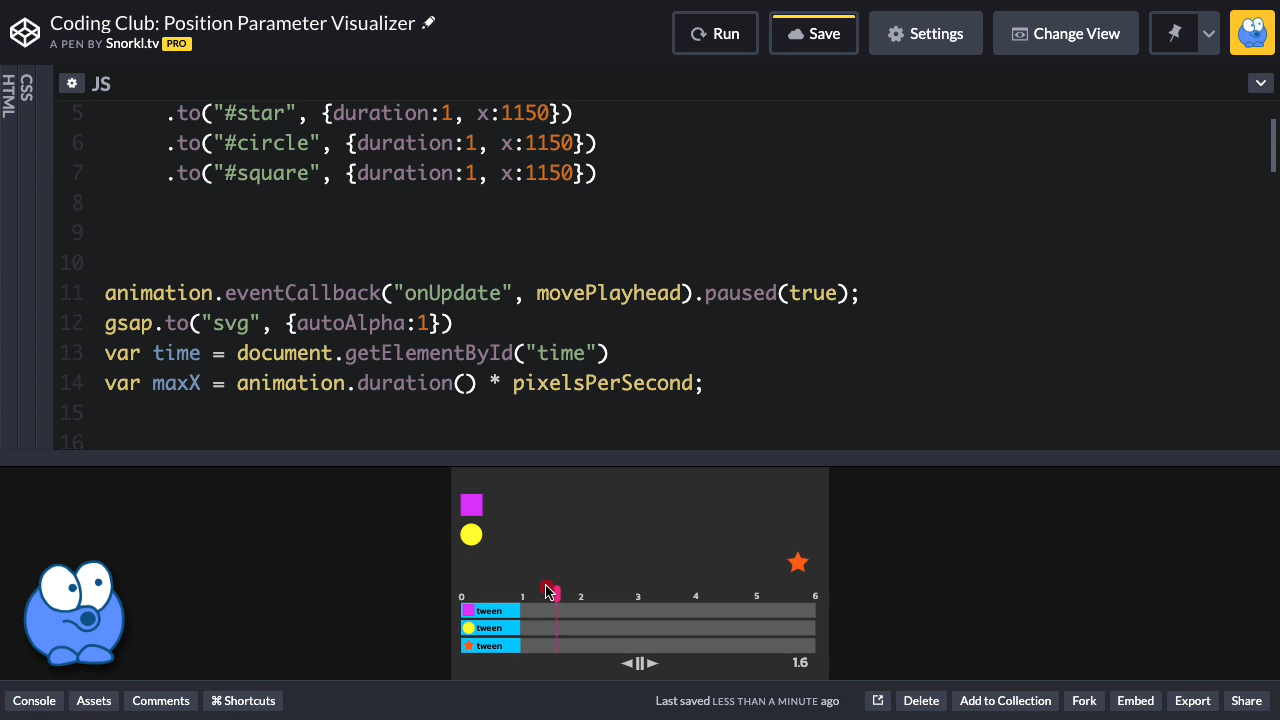 Coding Club: Position Parameter Visualizer
A PEN BY Snorkl.tv PRO
Run
Save
Settings
Change View
HTML
CSS
JS
5 .to("#star", {duration:1, x:1150})
6 .to("#circle", {duration:1, x:1150})
7 .to("#square", {duration:1, x:1150})
8
9
10
11 animation.eventCallback("onUpdate", movePlayhead).paused(true);
12 gsap.to("svg", {autoAlpha:1})
13 var time = document.getElementById("time")
14 var maxX = animation.duration() * pixelsPerSecond;
15
16
0 1 2 3 4 5 6
tween
tween
tween
1.6
Console Assets Comments ⌘ Shortcuts Last saved LESS THAN A MINUTE ago Delete Add to Collection Fork Embed Export Share